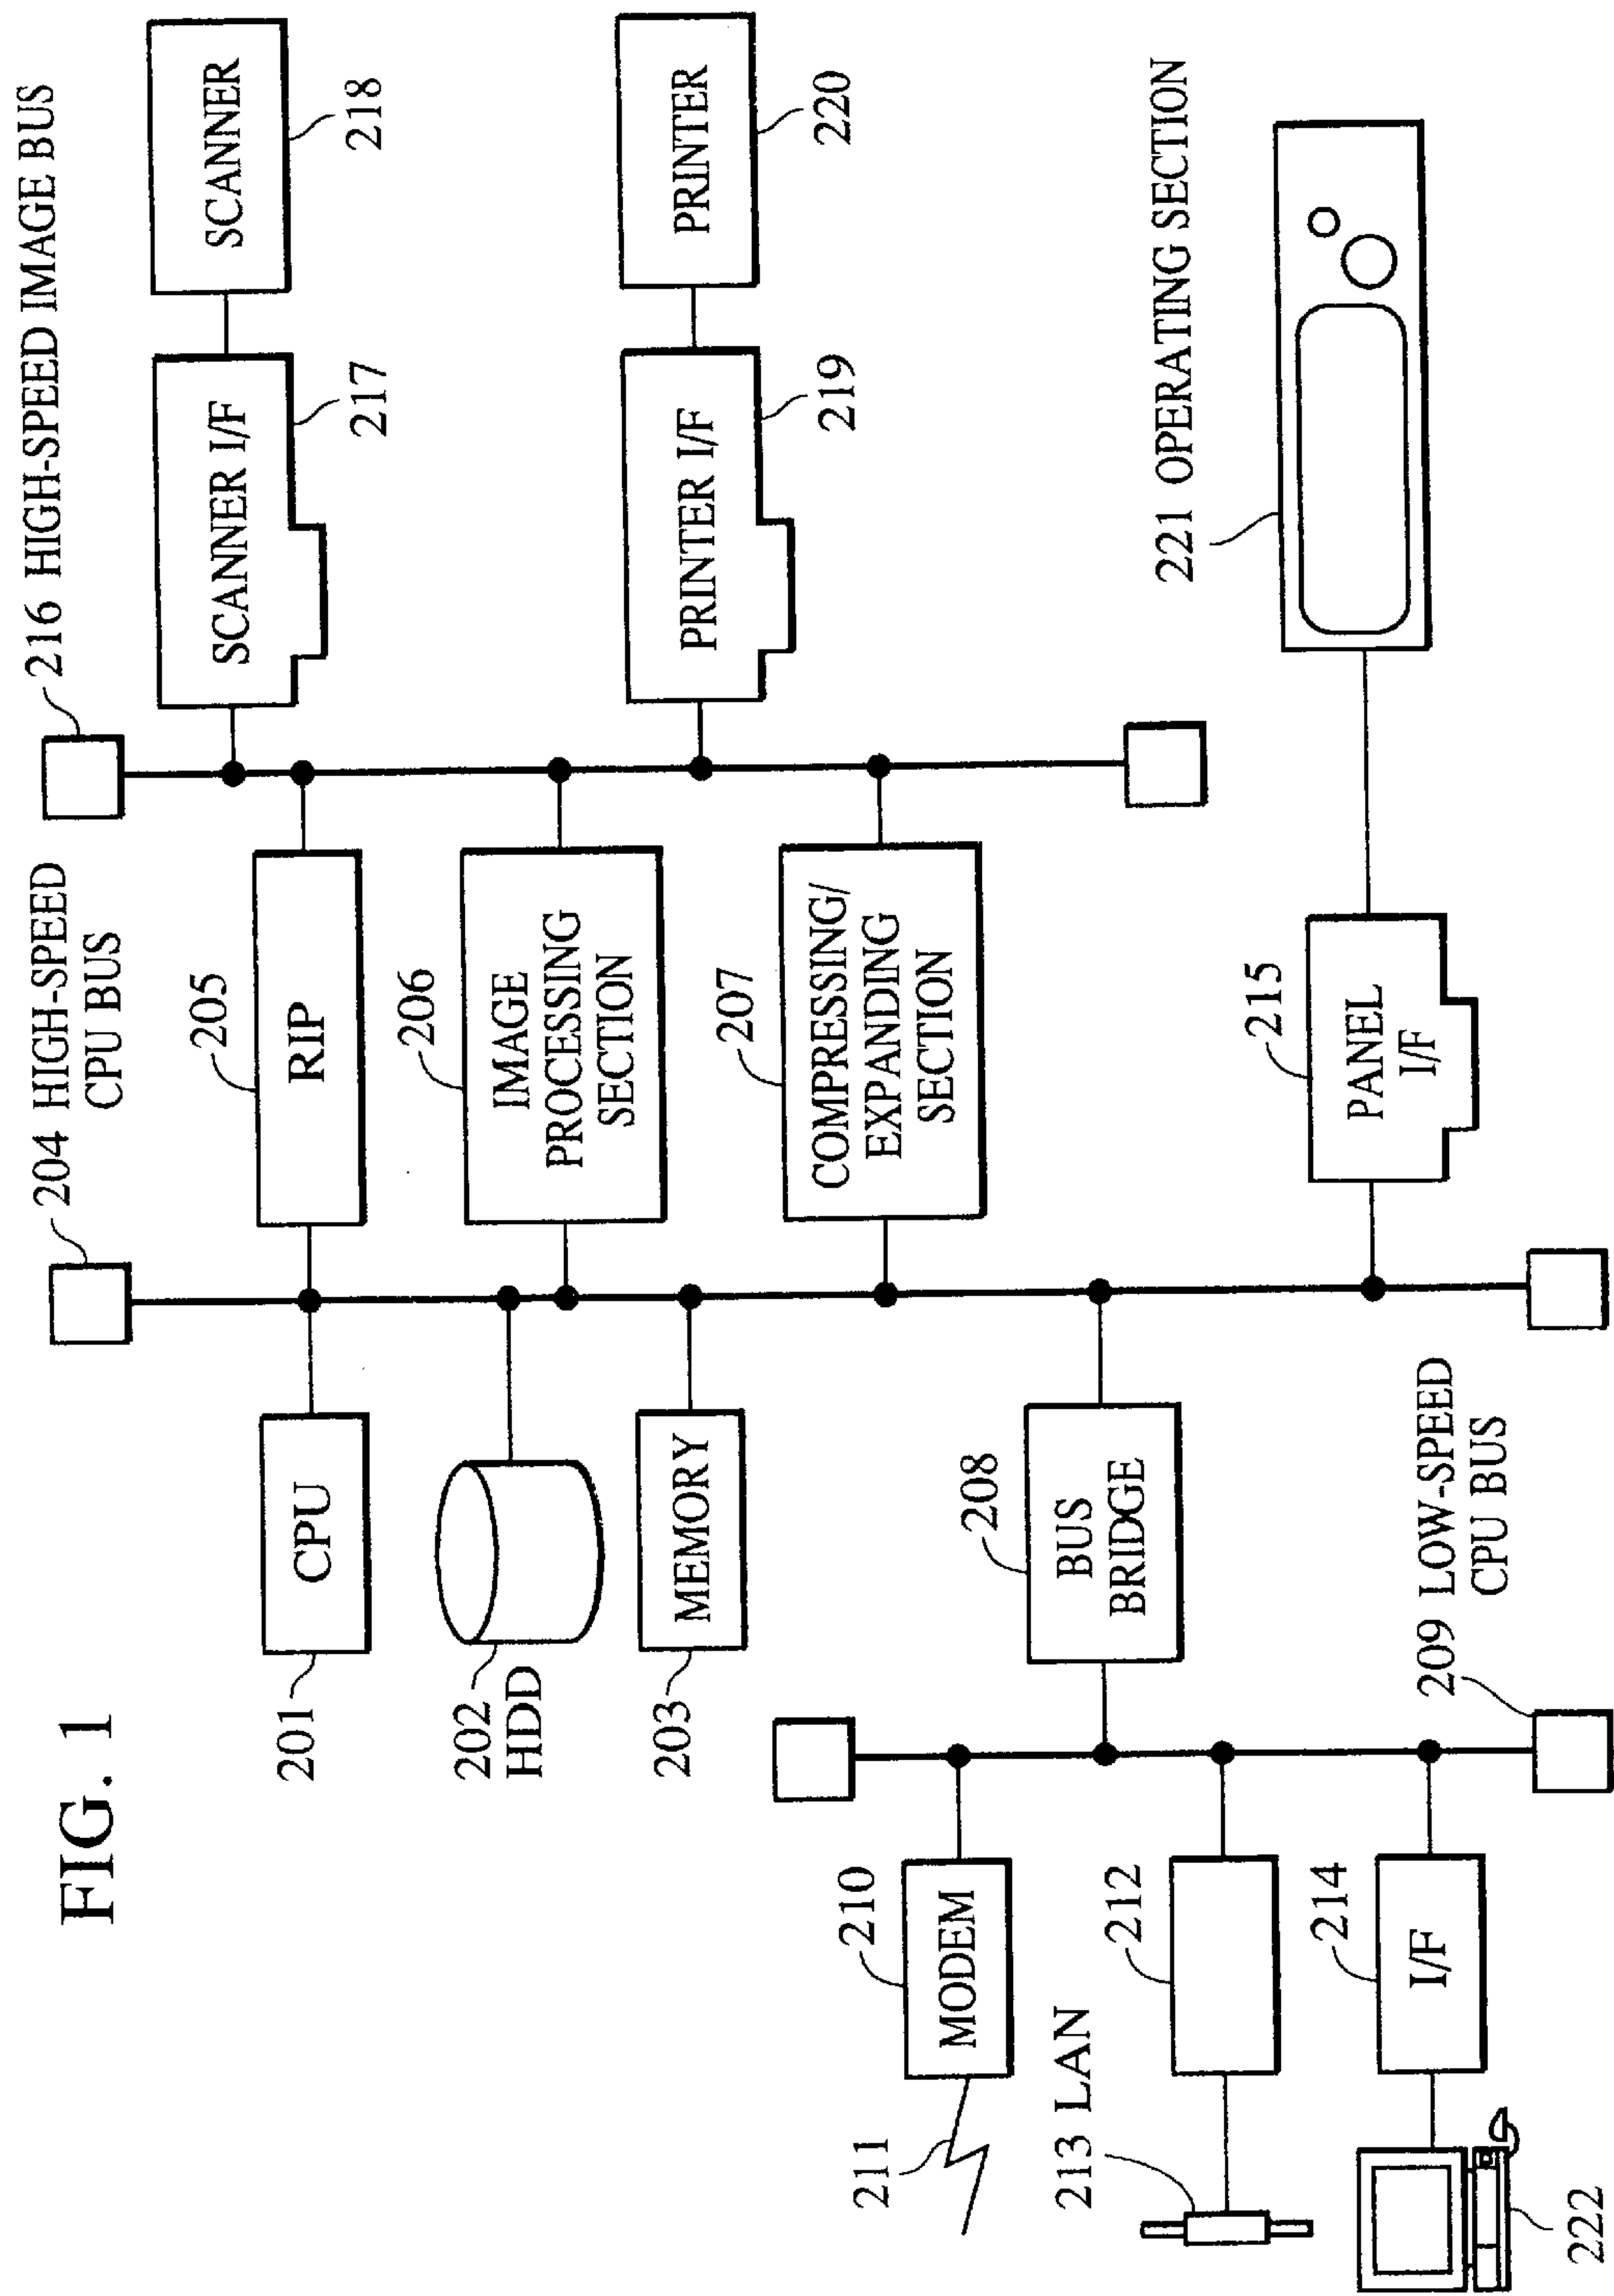 FIG. 1
204 HIGH-SPEED
CPU BUS
216 HIGH-SPEED IMAGE BUS
201
CPU
205
RIP
SCANNER I/F
217
SCANNER
218
202
HDD
206
IMAGE
PROCESSING
SECTION
203
MEMORY
207
COMPRESSING/
EXPANDING
SECTION
PRINTER I/F
219
PRINTER
220
210
MODEM
211
208
BUS
BRIDGE
213 LAN
212
215
PANEL
I/F
221 OPERATING SECTION
214
I/F
222
209 LOW-SPEED
CPU BUS